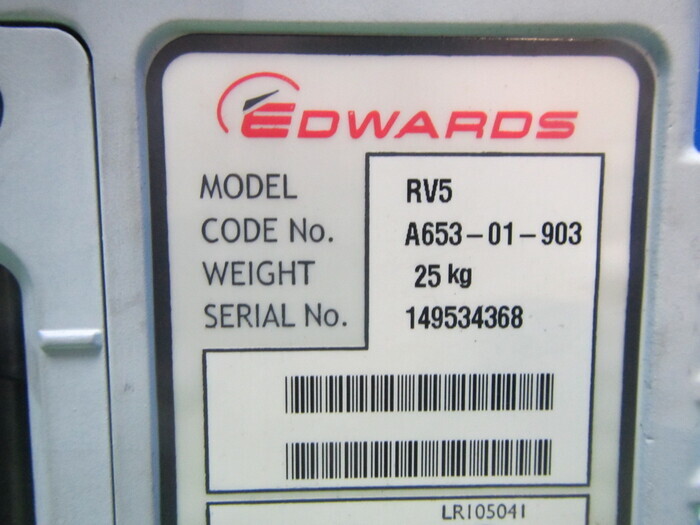 EDWARDS
MODEL RV5
CODE No. A653-01-903
WEIGHT 25 kg
SERIAL No. 149534368
LR105041